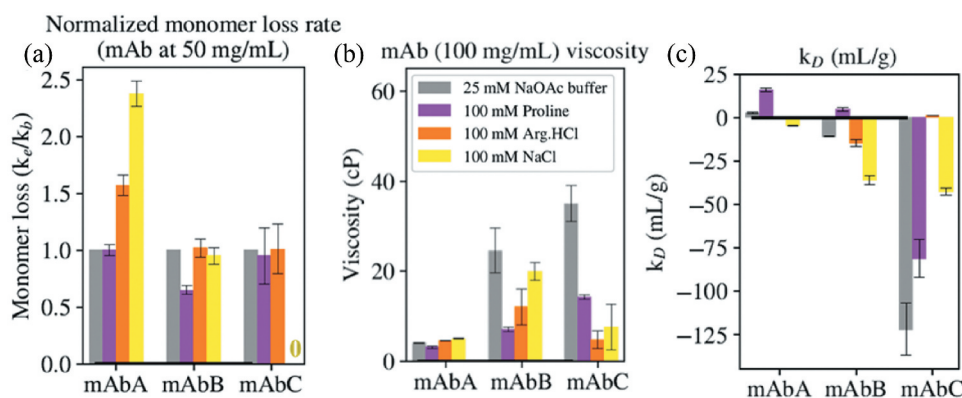 Normalized monomer loss rate
(mAb at 50 mg/mL)
(a)
Monomer loss (kₑ/k_b)
2.5
2.0
1.5
1.0
0.5
0.0
0
mAbA
mAbB
mAbC
mAb (100 mg/mL) viscosity
(b)
Viscosity (cP)
60
40
20
0
25 mM NaOAc buffer
100 mM Proline
100 mM Arg.HCl
100 mM NaCl
mAbA
mAbB
mAbC
k_D (mL/g)
(c)
k_D (mL/g)
25
0
−25
−50
−75
−100
−125
mAbA
mAbB
mAbC